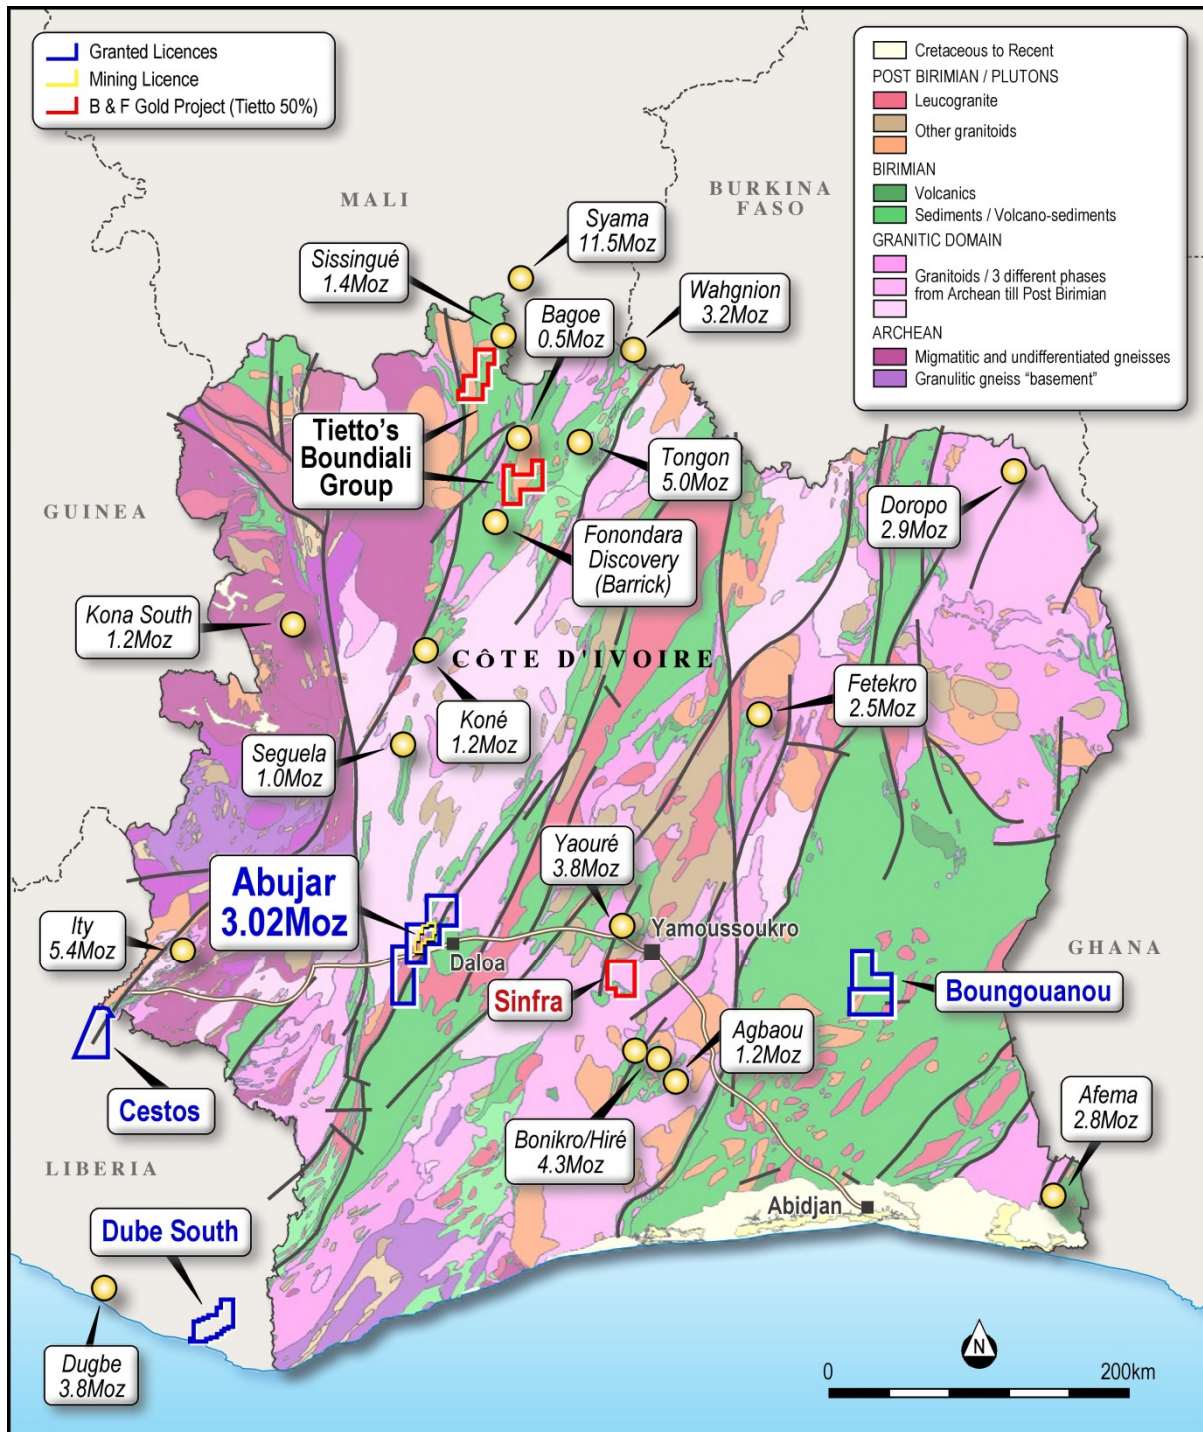 Granted Licences
Mining Licence
B & F Gold Project (Tietto 50%)
Cretaceous to Recent
POST BIRIMIAN / PLUTONS
Leucogranite
Other granitoids
BIRIMIAN
Volcanics
Sediments / Volcano-sediments
GRANITIC DOMAIN
Granitoids / 3 different phases
from Archean till Post Birimian
ARCHEAN
Migmatitic and undifferentiated gneisses
Granulitic gneiss “basement”
MALI
BURKINA
FASO
Syama
11.5Moz
Sissingué
1.4Moz
Wahgnion
3.2Moz
Bagoe
0.5Moz
Tietto’s
Boundiali
Group
Tongon
5.0Moz
Doropo
2.9Moz
GUINEA
Fonondara
Discovery
(Barrick)
Kona South
1.2Moz
CÔTE D'IVOIRE
Fetekro
2.5Moz
Koné
1.2Moz
Seguela
1.0Moz
Yaouré
3.8Moz
Abujar
3.02Moz
Ity
5.4Moz
Yamoussoukro
Daloa
GHANA
Sinfra
Boungouanou
Agbaou
1.2Moz
Cestos
Afema
2.8Moz
Bonikro/Hiré
4.3Moz
LIBERIA
Abidjan
Dube South
Dugbe
3.8Moz
N
0
200km